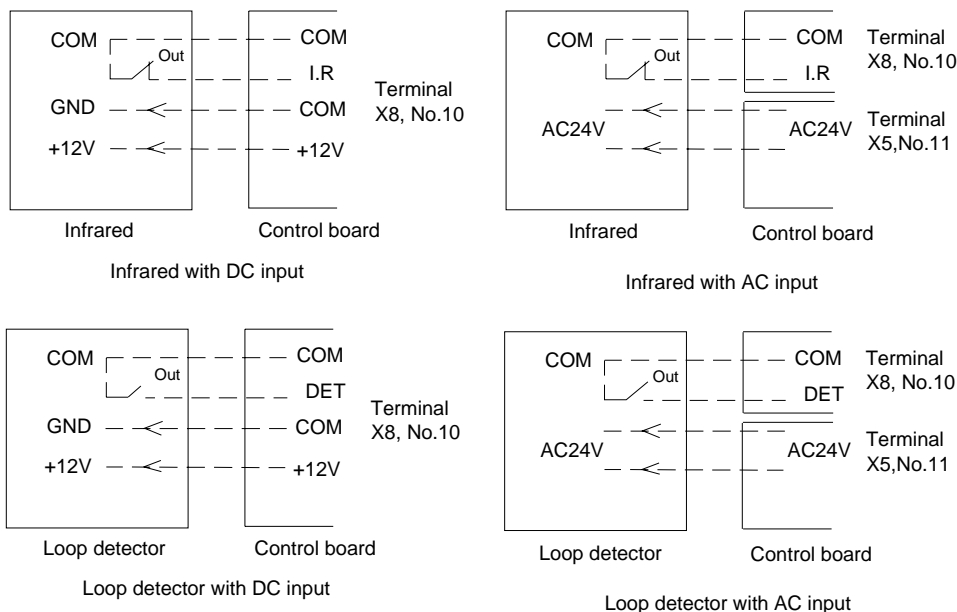 COM
Out
GND
+12V
COM
I.R
COM
+12V
Terminal
X8, No.10
Infrared
Control board
Infrared with DC input
COM
Out
AC24V
COM
I.R
AC24V
Terminal
X8, No.10
Terminal
X5,No.11
Infrared
Control board
Infrared with AC input
COM
Out
GND
+12V
COM
DET
COM
+12V
Terminal
X8, No.10
Loop detector
Control board
Loop detector with DC input
COM
Out
AC24V
COM
DET
AC24V
Terminal
X8, No.10
Terminal
X5,No.11
Loop detector
Control board
Loop detector with AC input